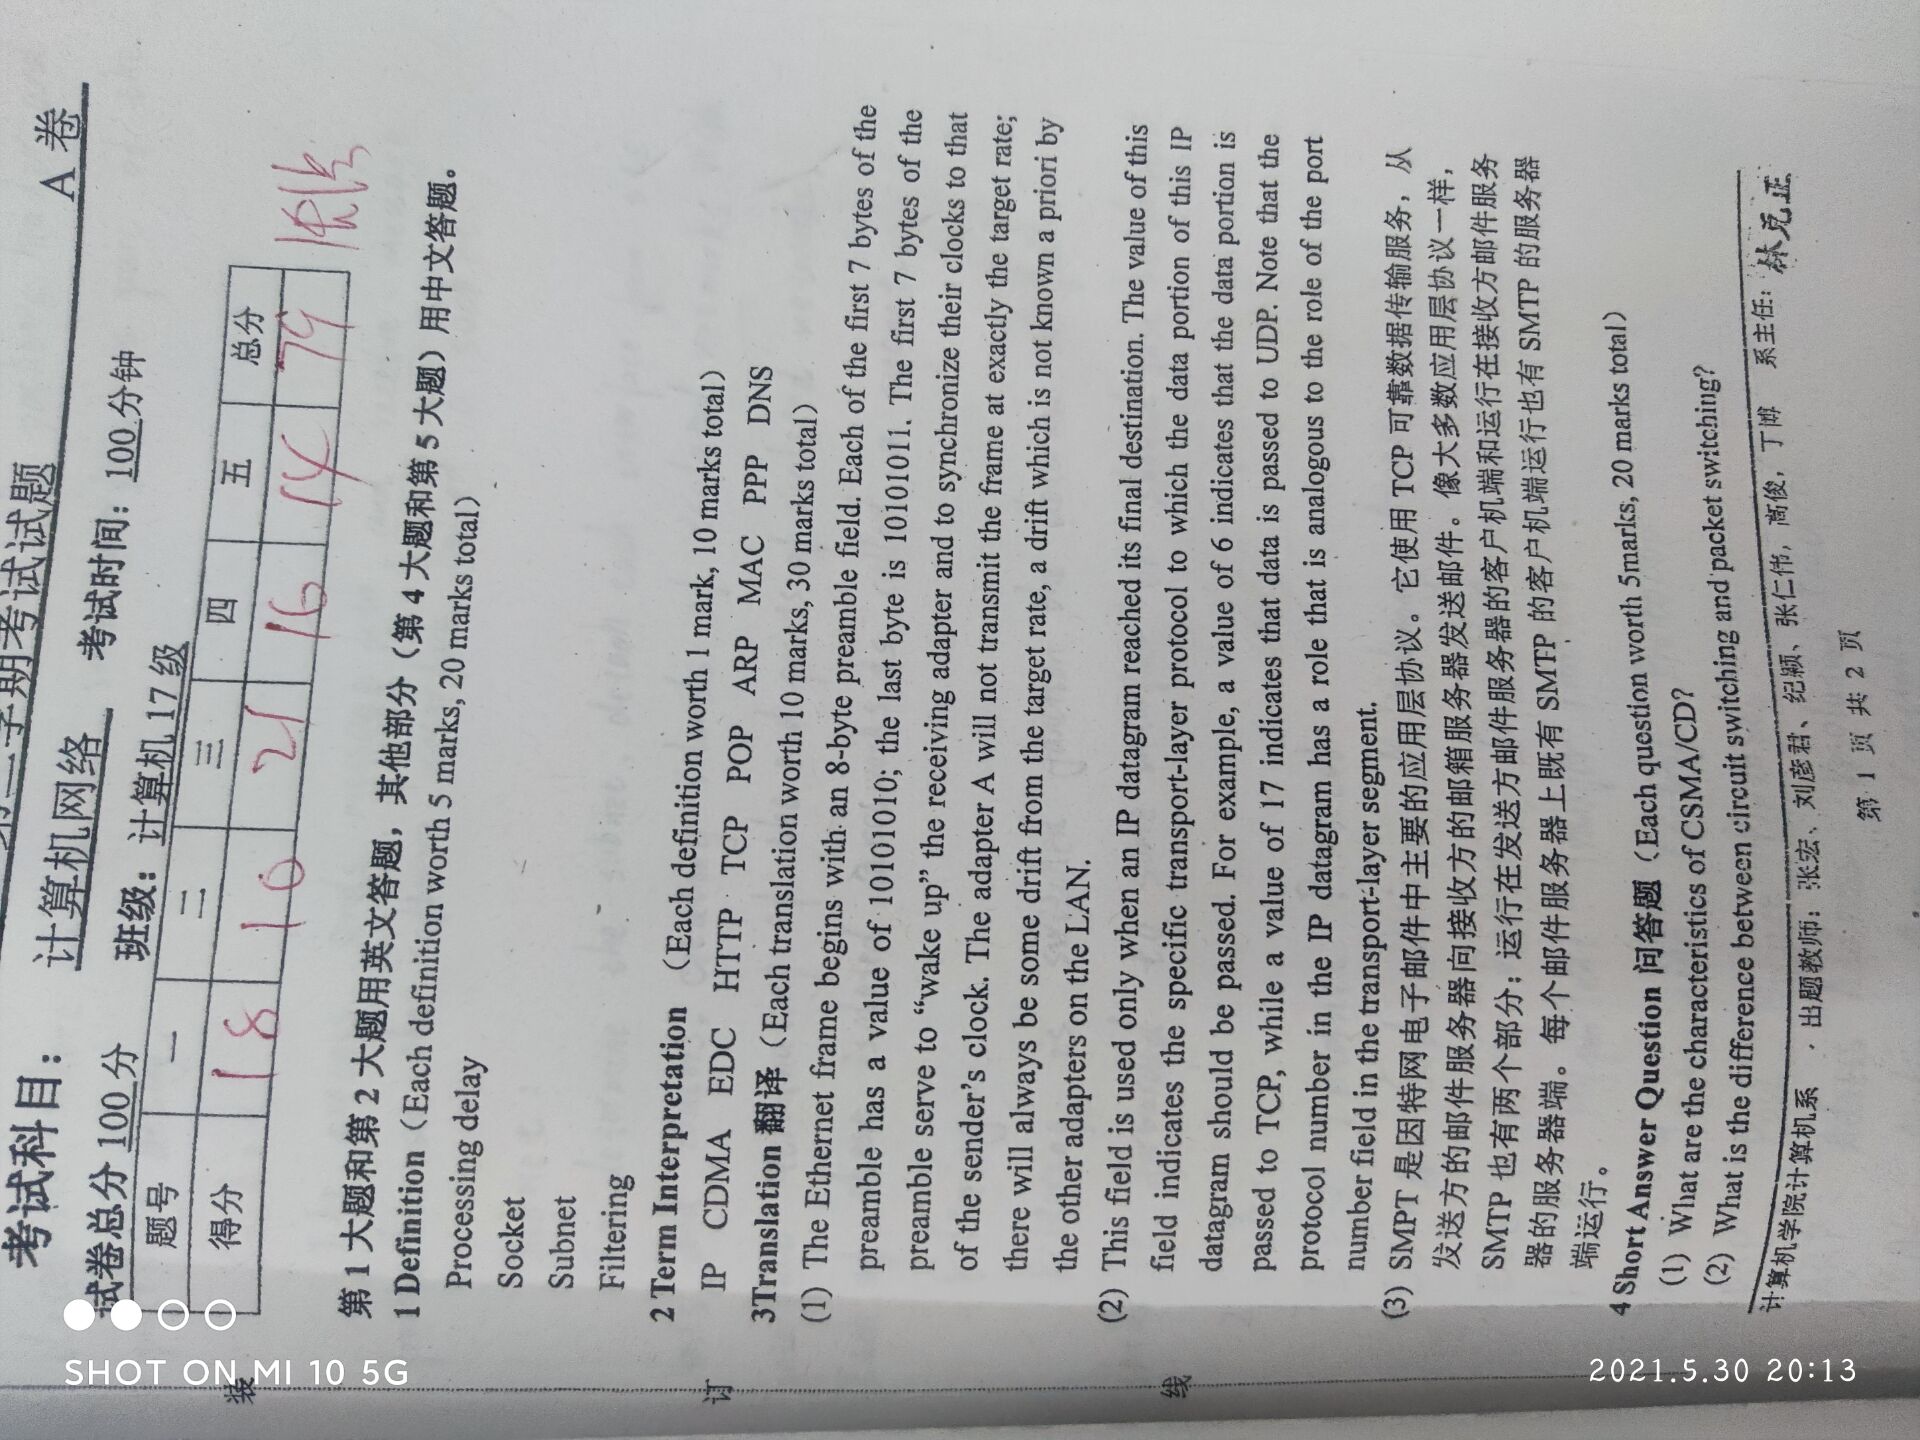 第二学期考试试题
考试科目：计算机网络 A 卷
试卷总分 100 分 考试时间：100 分钟
班级：计算机 17 级
题号 一 二 三 四 五 总分
得分 18 10 21 16 14 79
第 1 大题和第 2 大题用英文答题，其他部分（第 4 大题和第 5 大题）用中文答题。
1 Definition（Each definition worth 5 marks, 20 marks total）
Processing delay
Socket
Subnet
Filtering
2 Term Interpretation （Each definition worth 1 mark, 10 marks total）
IP CDMA EDC HTTP TCP POP ARP MAC PPP DNS
3Translation 翻译（Each translation worth 10 marks, 30 marks total）
(1) The Ethernet frame begins with an 8-byte preamble field. Each of the first 7 bytes of the
preamble has a value of 10101010; the last byte is 10101011. The first 7 bytes of the
preamble serve to “wake up” the receiving adapter and to synchronize their clocks to that
of the sender’s clock. The adapter A will not transmit the frame at exactly the target rate;
there will always be some drift from the target rate, a drift which is not known a priori by
the other adapters on the LAN.
(2) This field is used only when an IP datagram reached its final destination. The value of this
field indicates the specific transport-layer protocol to which the data portion of this IP
datagram should be passed. For example, a value of 6 indicates that the data portion is
passed to TCP, while a value of 17 indicates that data is passed to UDP. Note that the
protocol number in the IP datagram has a role that is analogous to the role of the port
number field in the transport-layer segment.
(3) SMPT 是因特网电子邮件中主要的应用层协议。它使用 TCP 可靠数据传输服务，从
发送方的邮件服务器向接收方的邮箱服务器发送邮件。像大多数应用层协议一样，
SMTP 也有两个部分：运行在发送方邮件服务器的客户机端和运行在接收方邮件服务
器的服务器端。每个邮件服务器上既有 SMTP 的客户机端运行也有 SMTP 的服务器
端运行。
4 Short Answer Question 问答题（Each question worth 5marks, 20 marks total）
(1) What are the characteristics of CSMA/CD?
(2) What is the difference between circuit switching and packet switching?
计算机学院计算机系 出题教师：张宏、刘彦君、纪颖、张仁伟，高俊，丁博 系主任：林克正
第 1 页 共 2 页
装
订
线
SHOT ON MI 10 5G
2021.5.30 20:13